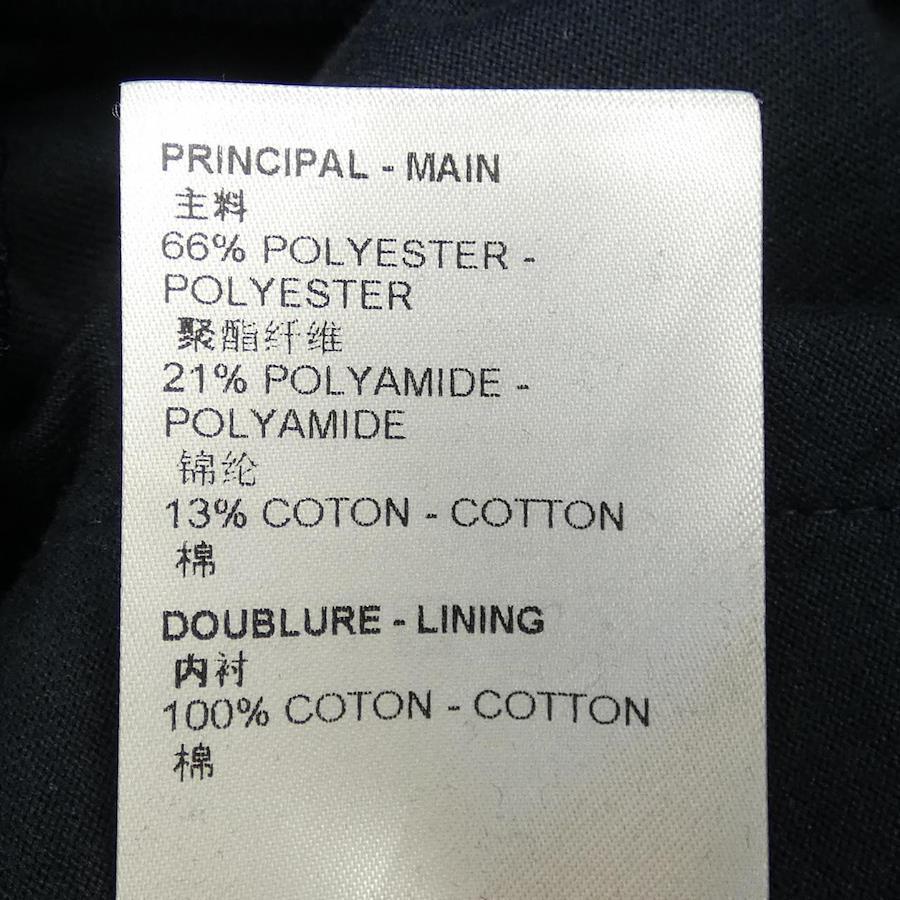 PRINCIPAL - MAIN
主料
66% POLYESTER -
POLYESTER
聚酯纤维
21% POLYAMIDE -
POLYAMIDE
锦纶
13% COTON - COTTON
棉
DOUBLURE - LINING
内衬
100% COTON - COTTON
棉